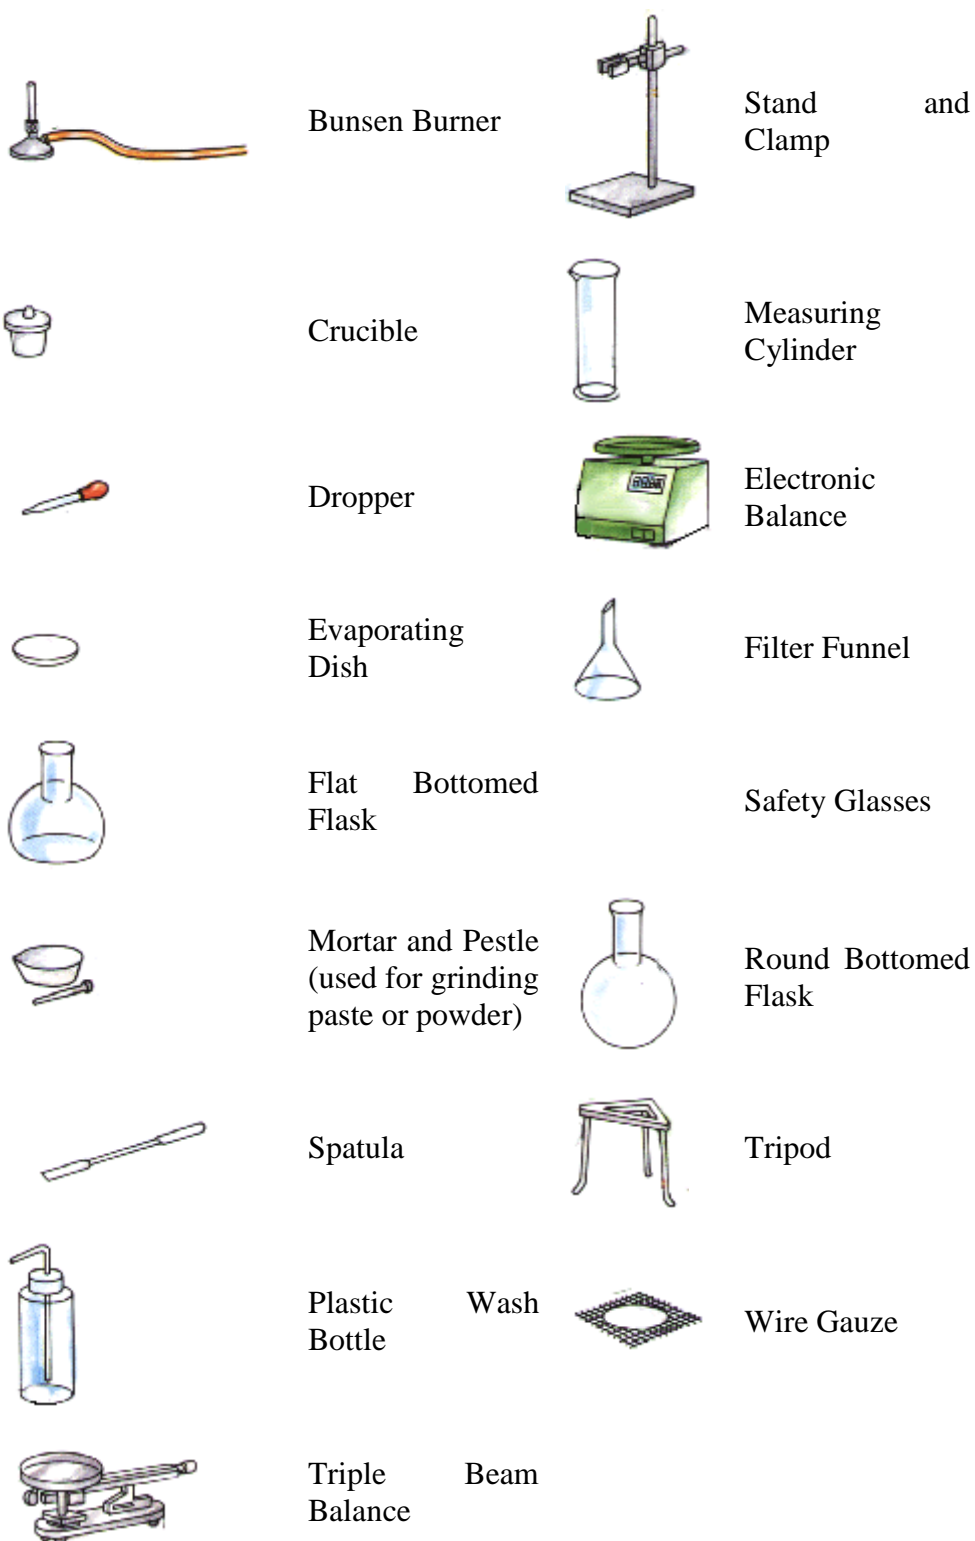 Bunsen Burner
Stand and
Clamp
Crucible
Measuring
Cylinder
Dropper
Electronic
Balance
Evaporating
Dish
Filter Funnel
Flat Bottomed
Flask
Safety Glasses
Mortar and Pestle
(used for grinding
paste or powder)
Round Bottomed
Flask
Spatula
Tripod
Plastic Wash
Bottle
Wire Gauze
Triple Beam
Balance